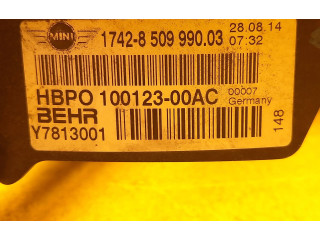 MINI
1742-8 509 990.03
28.08.14
07:32
HBPO 100123-00AC
00007
Germany
BEHR
Y7813001
148